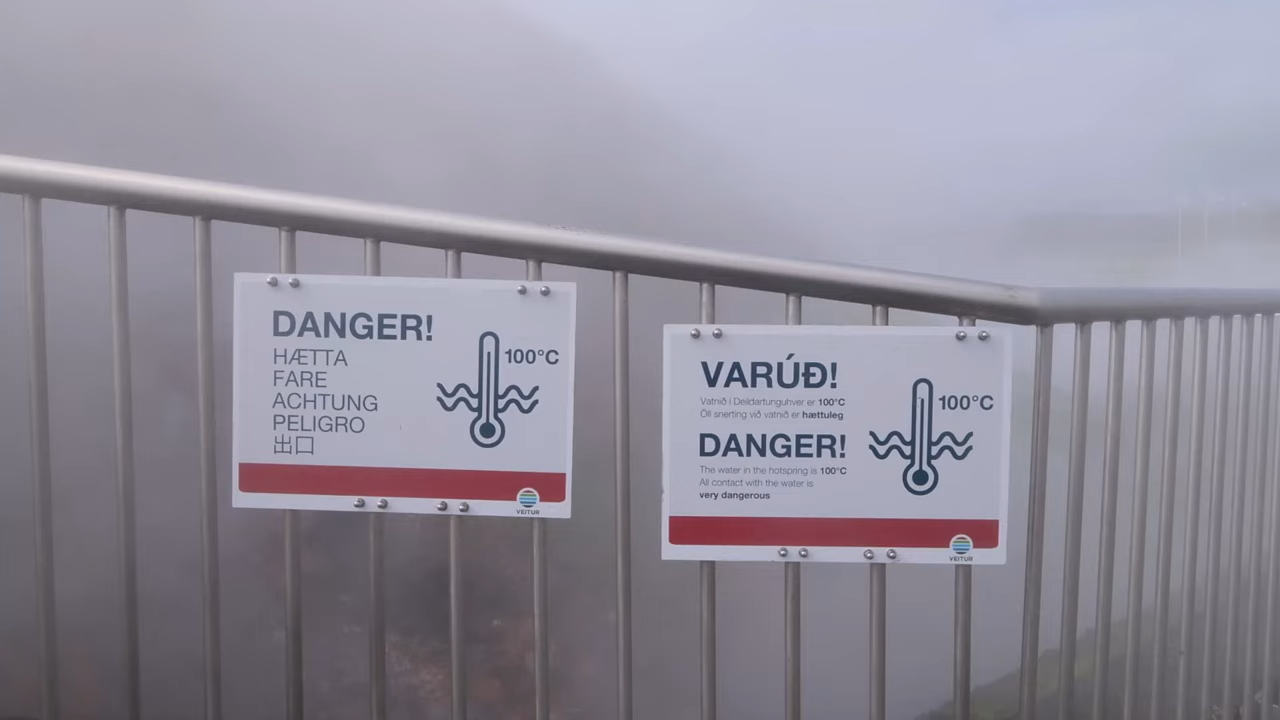 DANGER!
HÆTTA
FARE
ACHTUNG
PELIGRO
出口
100°C
VEITUR
VARÚÐ!
Vatnið í Deildartunguhver er 100°C
Öll snerting við vatnið er hættuleg
DANGER!
The water in the hotspring is 100°C
All contact with the water is
very dangerous
100°C
VEITUR